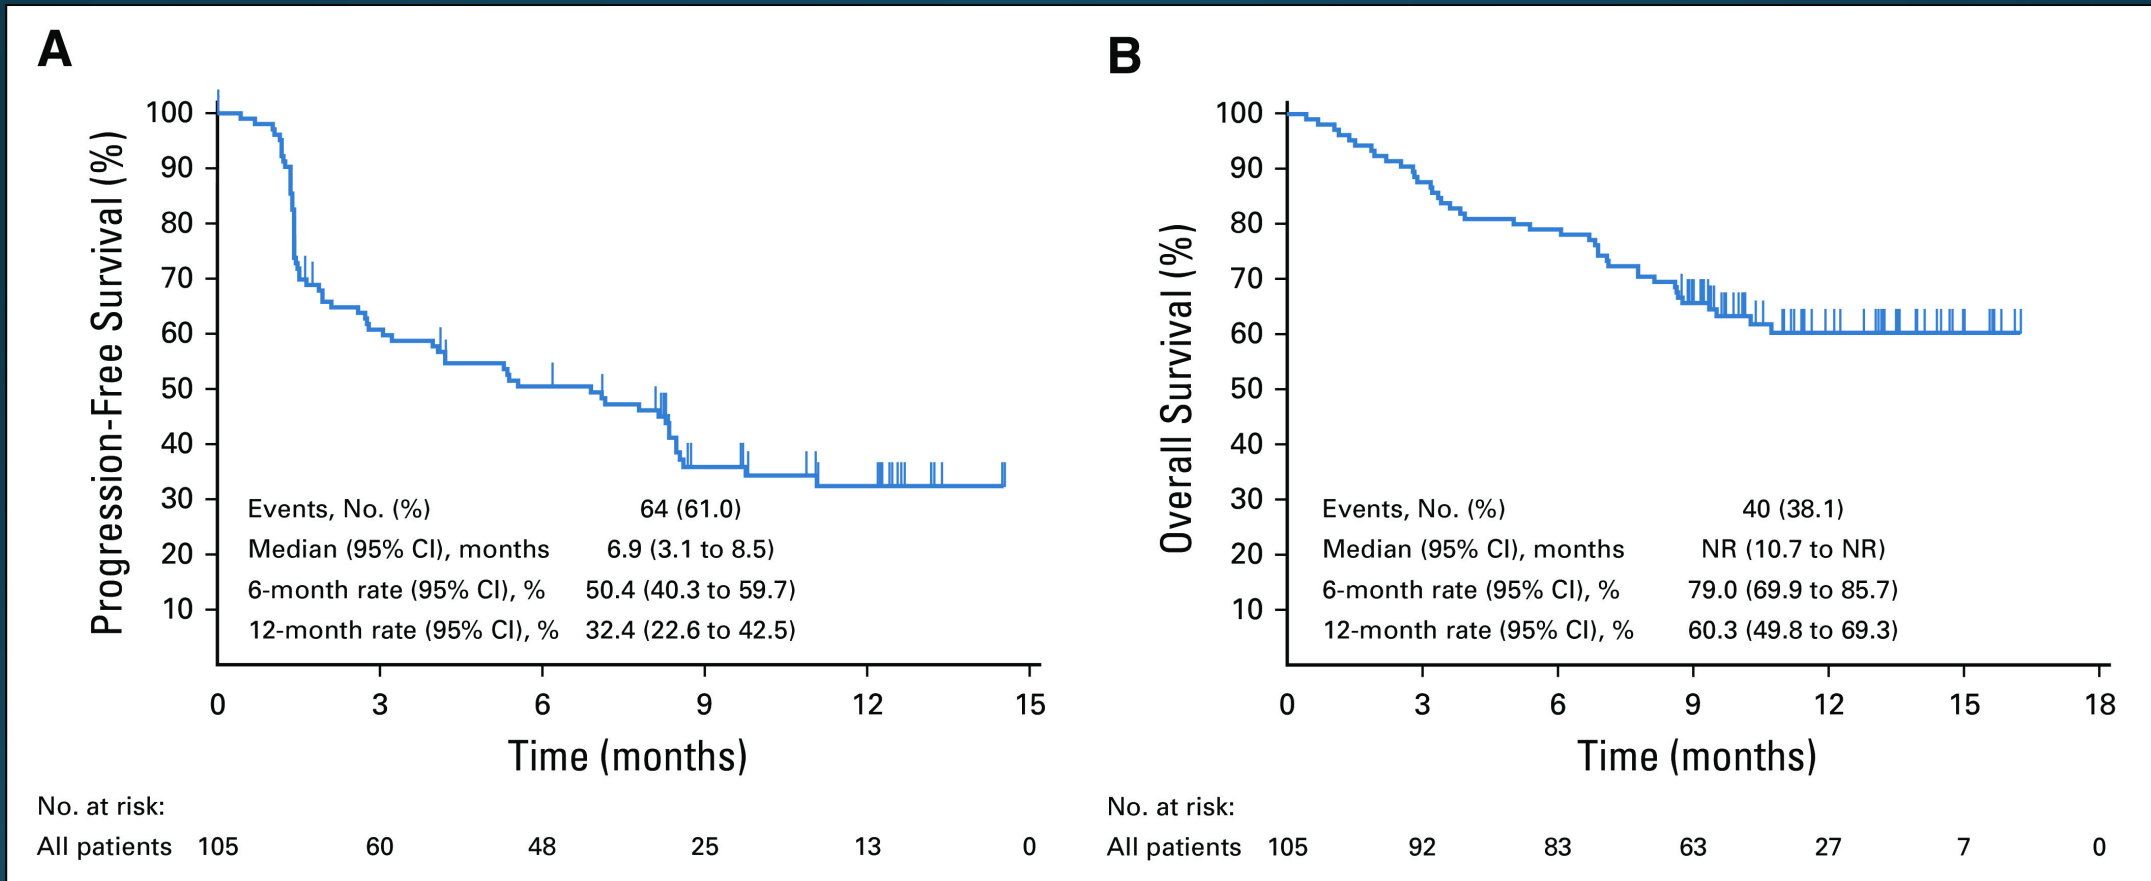 A
Progression-Free Survival (%)
100
90
80
70
60
50
40
30
20
10
Events, No. (%) 64 (61.0)
Median (95% CI), months 6.9 (3.1 to 8.5)
6-month rate (95% CI), % 50.4 (40.3 to 59.7)
12-month rate (95% CI), % 32.4 (22.6 to 42.5)
0 3 6 9 12 15
Time (months)
No. at risk:
All patients 105 60 48 25 13 0
B
Overall Survival (%)
100
90
80
70
60
50
40
30
20
10
Events, No. (%) 40 (38.1)
Median (95% CI), months NR (10.7 to NR)
6-month rate (95% CI), % 79.0 (69.9 to 85.7)
12-month rate (95% CI), % 60.3 (49.8 to 69.3)
0 3 6 9 12 15 18
Time (months)
No. at risk:
All patients 105 92 83 63 27 7 0